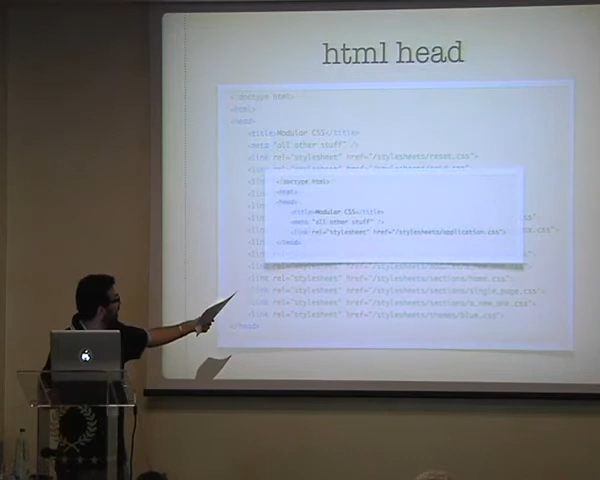 html head
<!doctype html>
<html>
<head>
<title>Modular CSS</title>
<meta "all other stuff" />
<link rel="stylesheet" href="/stylesheets/reset.css">
<link
<!doctype html>
<html>
<head>
<title>Modular CSS</title>
<meta "all other stuff" />
<link rel="stylesheet" href="/stylesheets/application.css">
</head>
<link rel="stylesheet" href="/stylesheets/sections/home.css">
<link rel="stylesheet" href="/stylesheets/sections/single_page.css">
<link rel="stylesheet" href="/stylesheets/sections/a_new_one.css">
<link rel="stylesheet" href="/stylesheets/themes/blue.css">
</head>